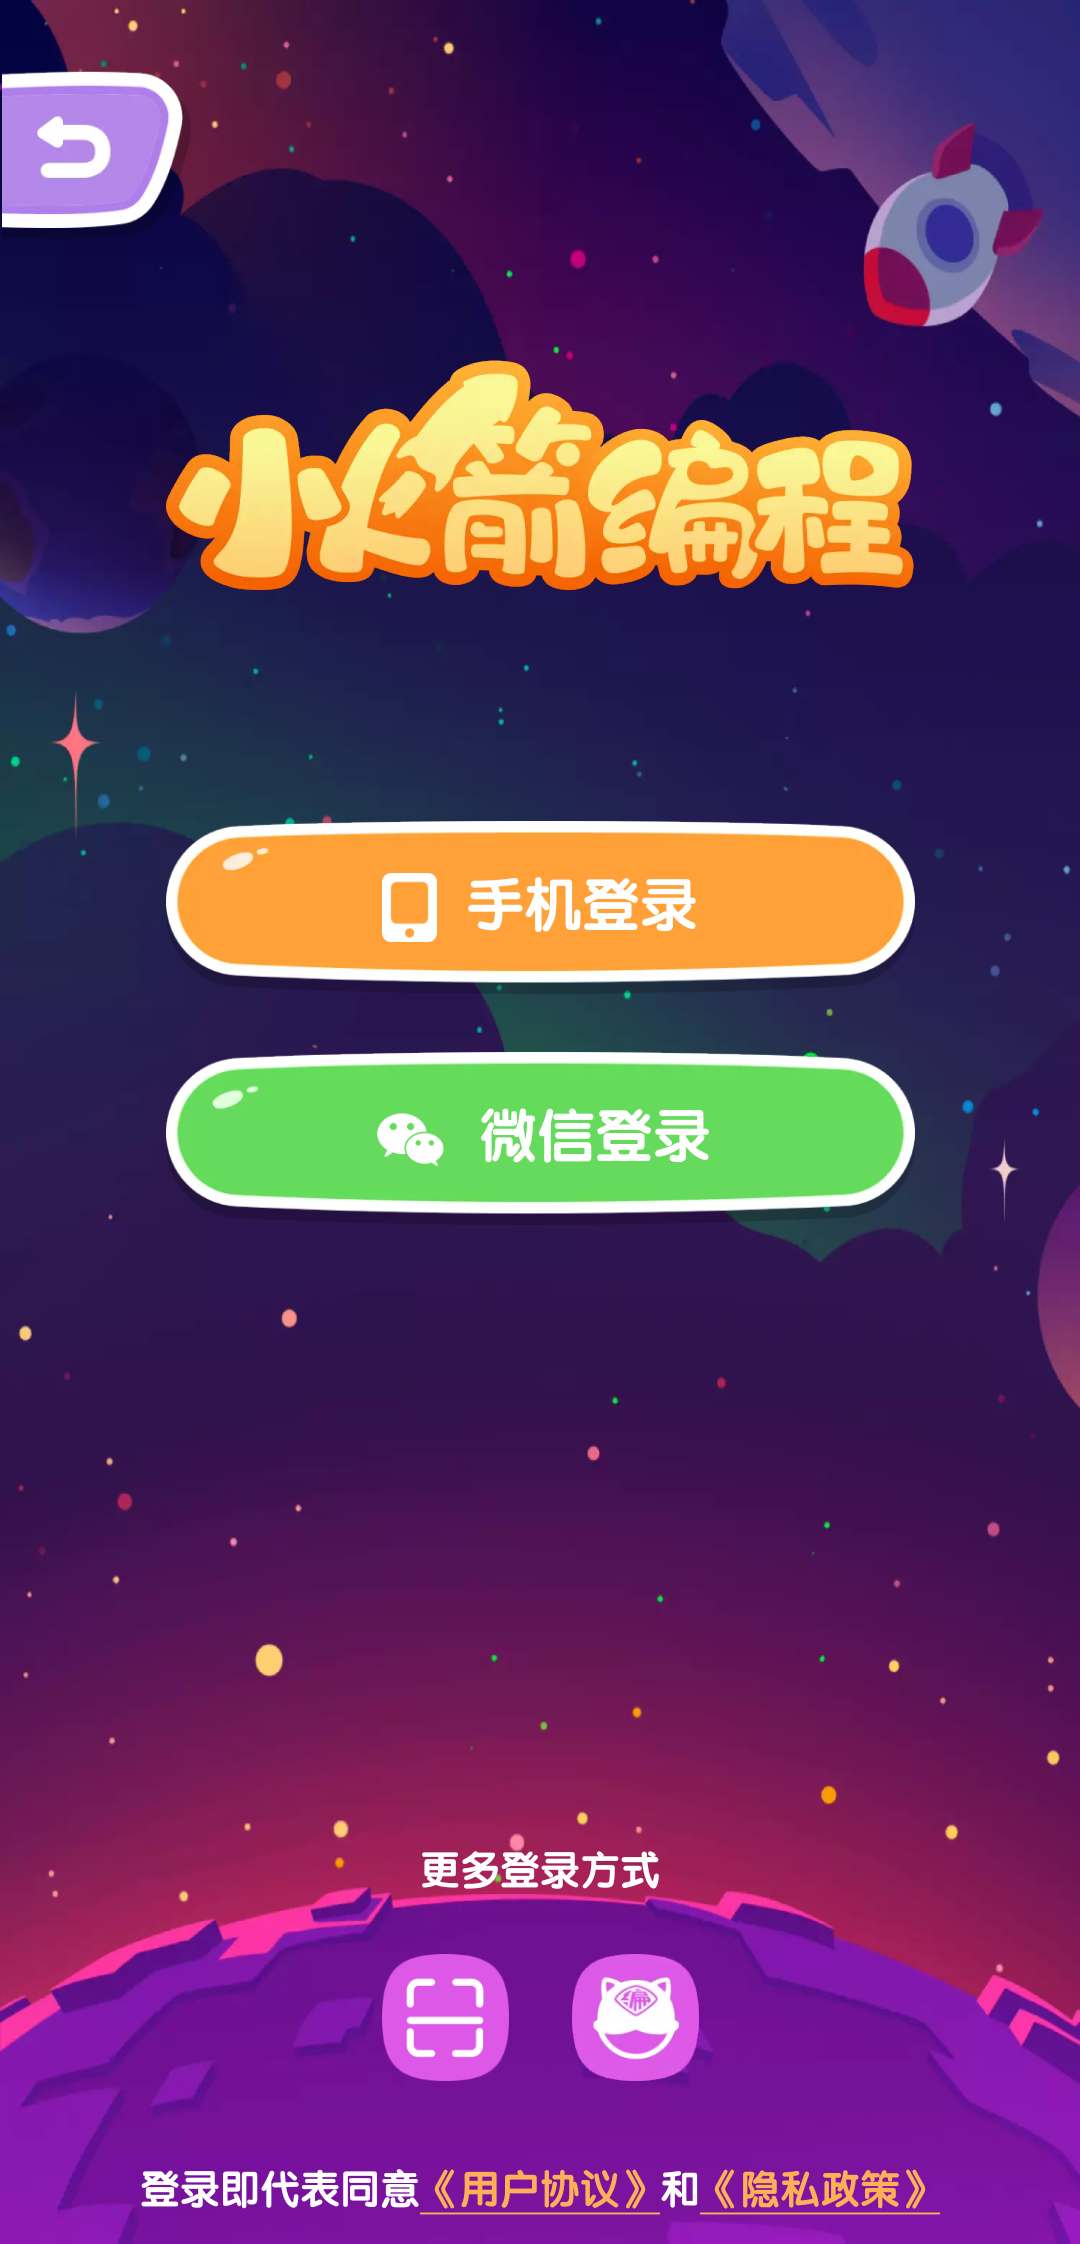 小火箭编程
手机登录
微信登录
更多登录方式
编
登录即代表同意《用户协议》和《隐私政策》